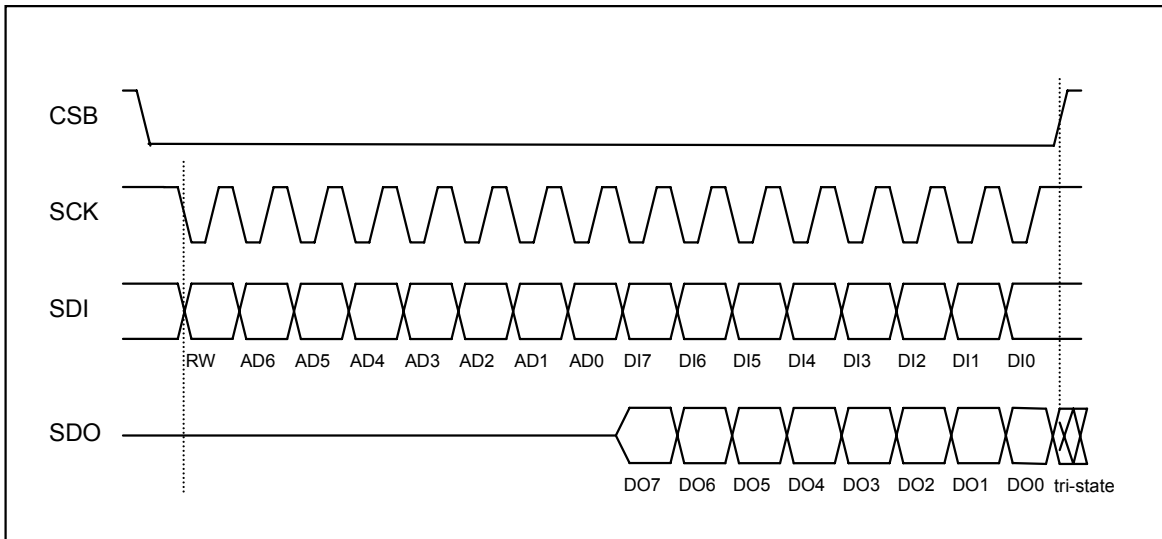 CSB
SCK
SDI
RW AD6 AD5 AD4 AD3 AD2 AD1 AD0 DI7 DI6 DI5 DI4 DI3 DI2 DI1 DI0
SDO
DO7 DO6 DO5 DO4 DO3 DO2 DO1 DO0 tri-state